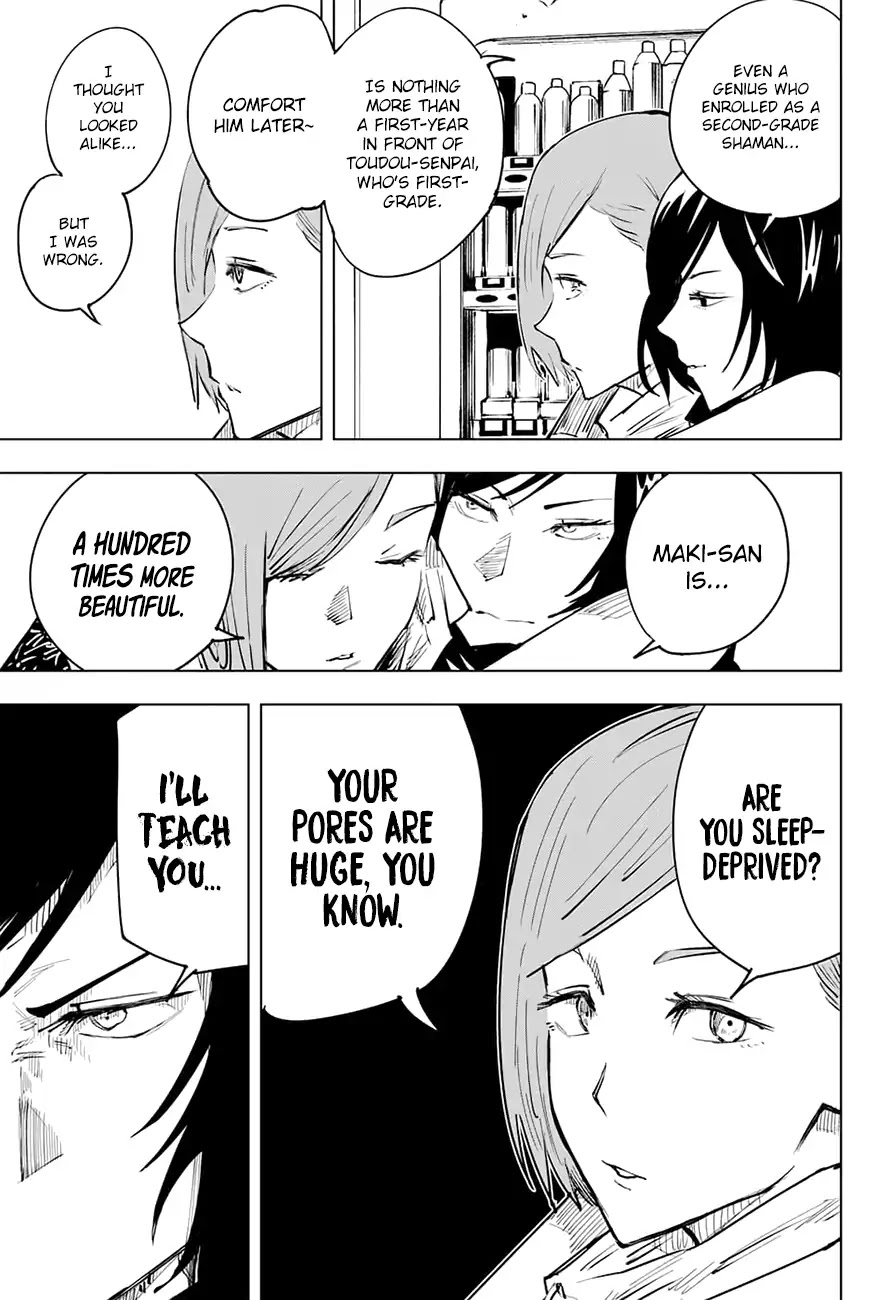 EVEN A
GENIUS WHO
ENROLLED AS A
SECOND-GRADE
SHAMAN...
IS NOTHING
MORE THAN
A FIRST-YEAR
IN FRONT OF
TOUDOU-SENPAI,
WHO'S FIRST-
GRADE.
COMFORT
HIM LATER~
I
THOUGHT
YOU
LOOKED
ALIKE...
BUT
I WAS
WRONG.
MAKI-SAN
IS...
A HUNDRED
TIMES MORE
BEAUTIFUL.
ARE
YOU SLEEP-
DEPRIVED?
YOUR
PORES ARE
HUGE, YOU
KNOW.
I'LL
TEACH
YOU...